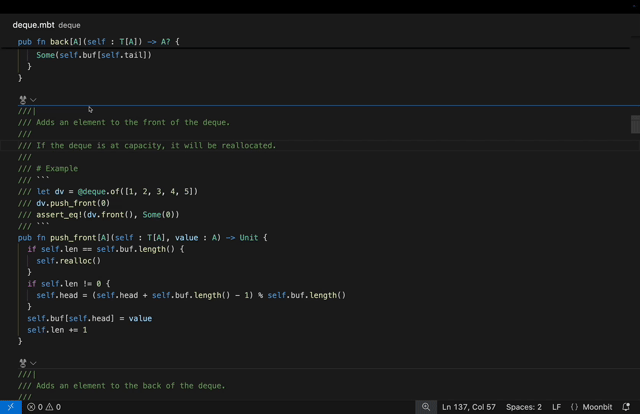 deque.mbt deque
pub fn back[A](self : T[A]) -> A? {
Some(self.buf[self.tail])
}
}
///|
/// Adds an element to the front of the deque.
///
/// If the deque is at capacity, it will be reallocated.
///
/// # Example
/// ```
/// let dv = @deque.of([1, 2, 3, 4, 5])
/// dv.push_front(0)
/// assert_eq!(dv.front(), Some(0))
/// ```
pub fn push_front[A](self : T[A], value : A) -> Unit {
if self.len == self.buf.length() {
self.realloc()
}
if self.len != 0 {
self.head = (self.head + self.buf.length() - 1) % self.buf.length()
}
self.buf[self.head] = value
self.len += 1
}
///|
/// Adds an element to the back of the deque.
///
0 0 Ln 137, Col 57 Spaces: 2 LF {} Moonbit